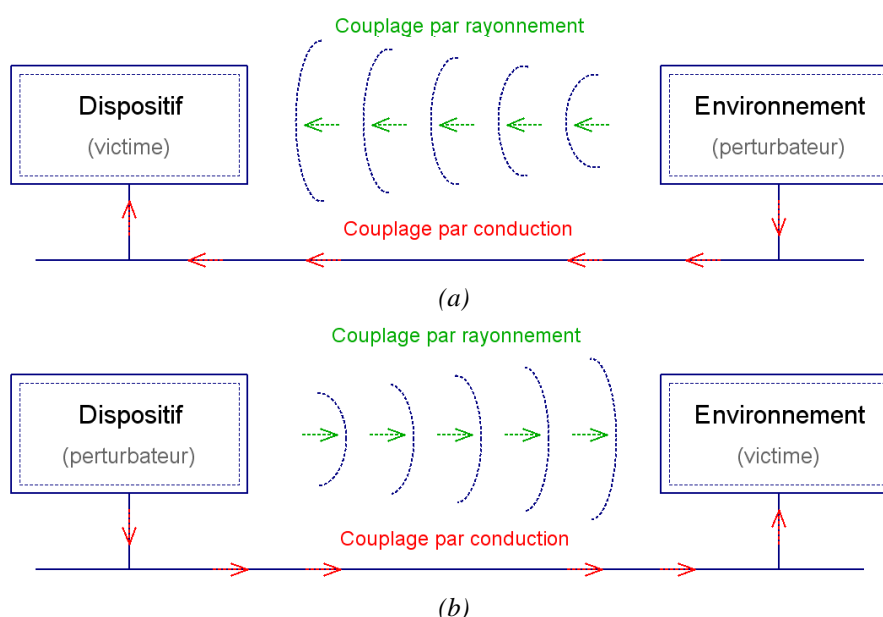 Couplage par rayonnement
Dispositif
(victime)
Environnement
(perturbateur)
Couplage par conduction
(a)
Couplage par rayonnement
Dispositif
(perturbateur)
Environnement
(victime)
Couplage par conduction
(b)